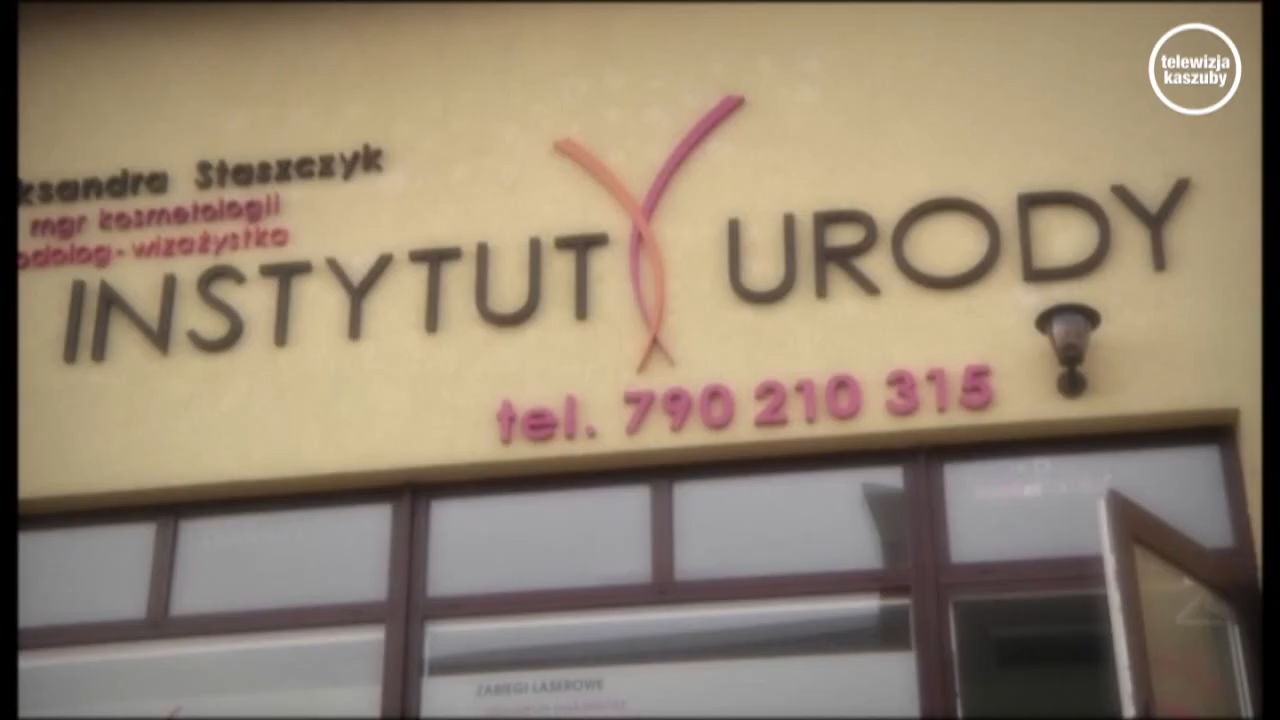 telewizja
kaszuby
ksandra Staszczyk
mgr kosmetologii
odolog-wizażystka
INSTYTUT URODY
tel. 790 210 315
ZABIEGI LASEROWE